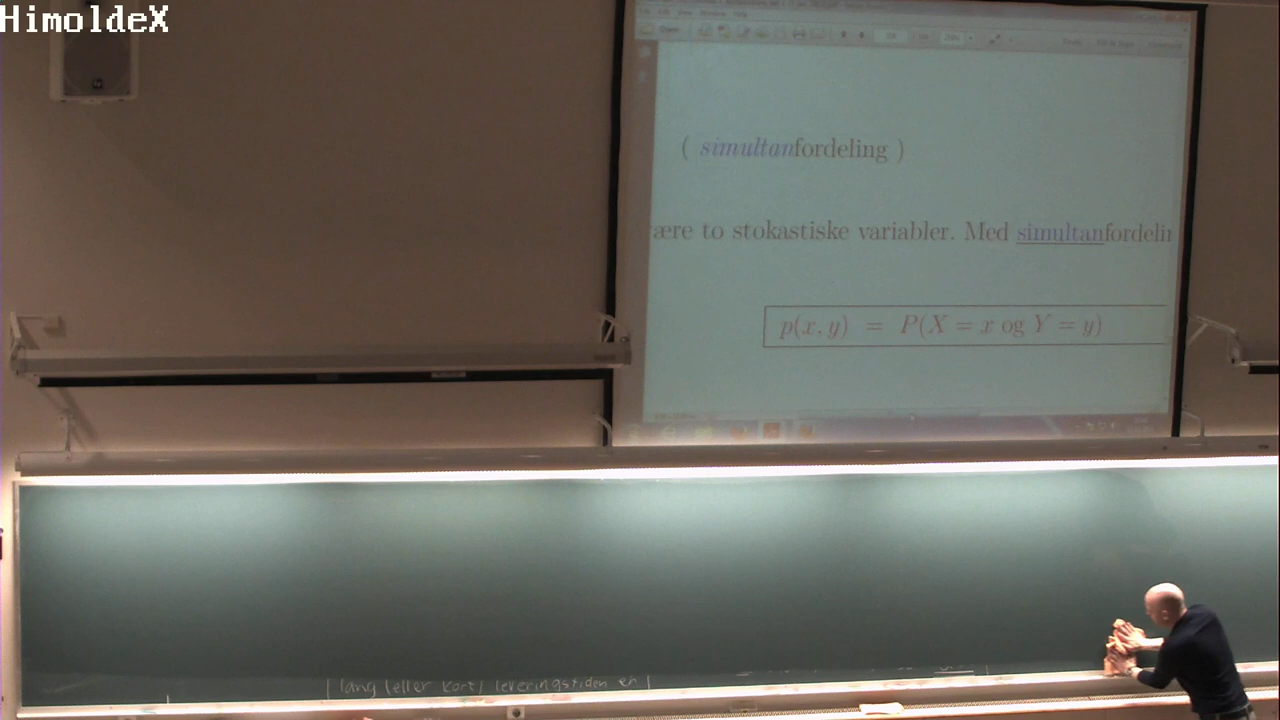 HimoldeX
( simultanfordeling )
ære to stokastiske variabler. Med simultanfordelin
p(x, y) = P(X = x og Y = y)
lang (eller kort) leveringstiden er